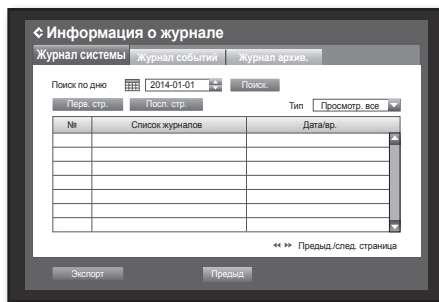 Информация о журнале
Журнал системы Журнал событий Журнал архив.
Поиск по дню 2014-01-01 Поиск.
Перв. стр. Посл. стр. Тип Просмотр. все
№ Список журналов Дата/вр.
Предыд./след. страница
Экспорт Предыд